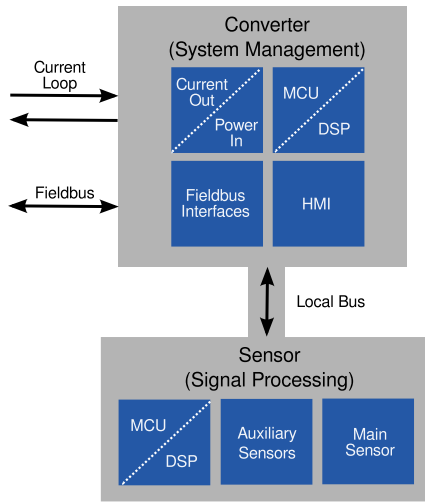 Converter
(System Management)
Current
Loop
Current
Out
Power
In
MCU
DSP
Fieldbus
Fieldbus
Interfaces
HMI
Local Bus
Sensor
(Signal Processing)
MCU
DSP
Auxiliary
Sensors
Main
Sensor